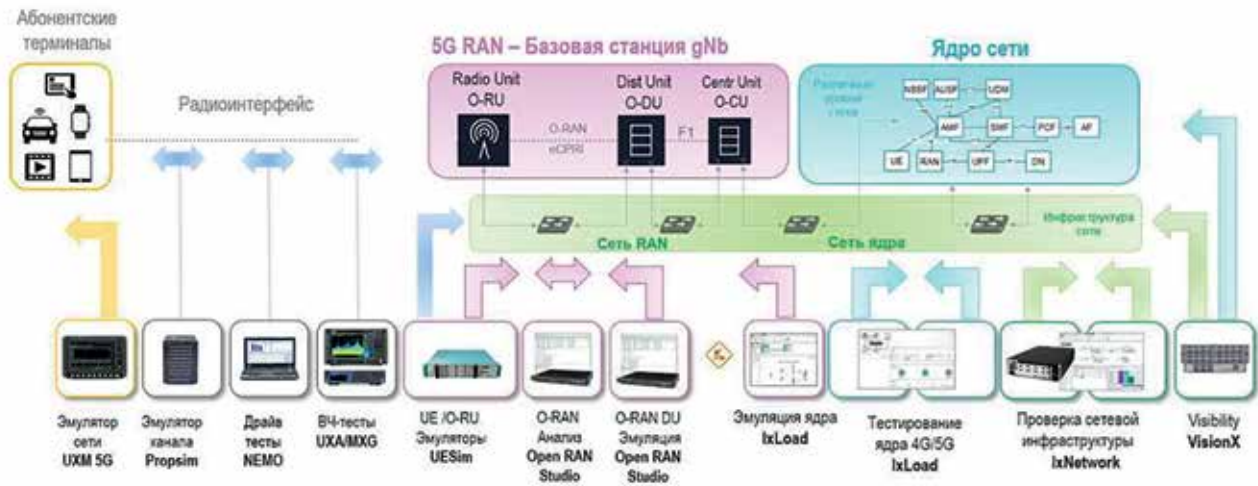 Абонентские
терминалы
Радиоинтерфейс
5G RAN – Базовая станция gNb
Radio Unit
O-RU
Dist Unit
O-DU
Centr Unit
O-CU
O-RAN
eCPRI
F1
Ядро сети
NSSF
AUSF
UDM
AMF
SMF
PCF
AF
UE
RAN
UPF
DN
Сеть RAN
Сеть ядра
Инфраструктура
сети
Эмулятор
сети
UXM 5G
Эмулятор
канала
Propsim
Драйв
тесты
NEMO
ВЧ-тесты
UXA/MXG
UE /O-RU
Эмуляторы
UESim
O-RAN
Анализ
Open RAN
Studio
O-RAN DU
Эмуляция
Open RAN
Studio
Эмуляция ядра
IxLoad
Тестирование
ядра 4G/5G
IxLoad
Проверка сетевой
инфраструктуры
IxNetwork
Visibility
VisionX